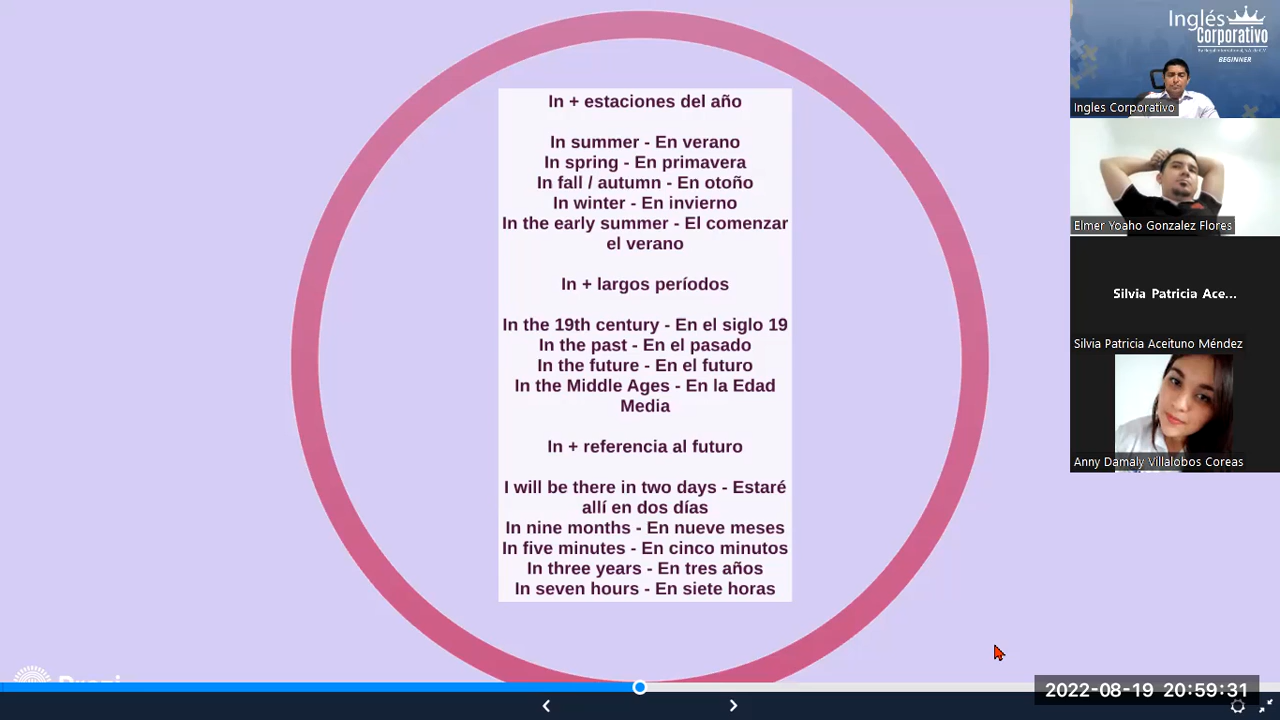 In + estaciones del año
In summer - En verano
In spring - En primavera
In fall / autumn - En otoño
In winter - En invierno
In the early summer - El comenzar
el verano
In + largos períodos
In the 19th century - En el siglo 19
In the past - En el pasado
In the future - En el futuro
In the Middle Ages - En la Edad
Media
In + referencia al futuro
I will be there in two days - Estaré
allí en dos días
In nine months - En nueve meses
In five minutes - En cinco minutos
In three years - En tres años
In seven hours - En siete horas
Inglés
Corporativo
BEGINNER
Ingles Corporativo
Elmer Yoaho Gonzalez Flores
Silvia Patricia Ace...
Silvia Patricia Aceituno Méndez
Anny Damaly Villalobos Coreas
2022-08-19 20:59:31